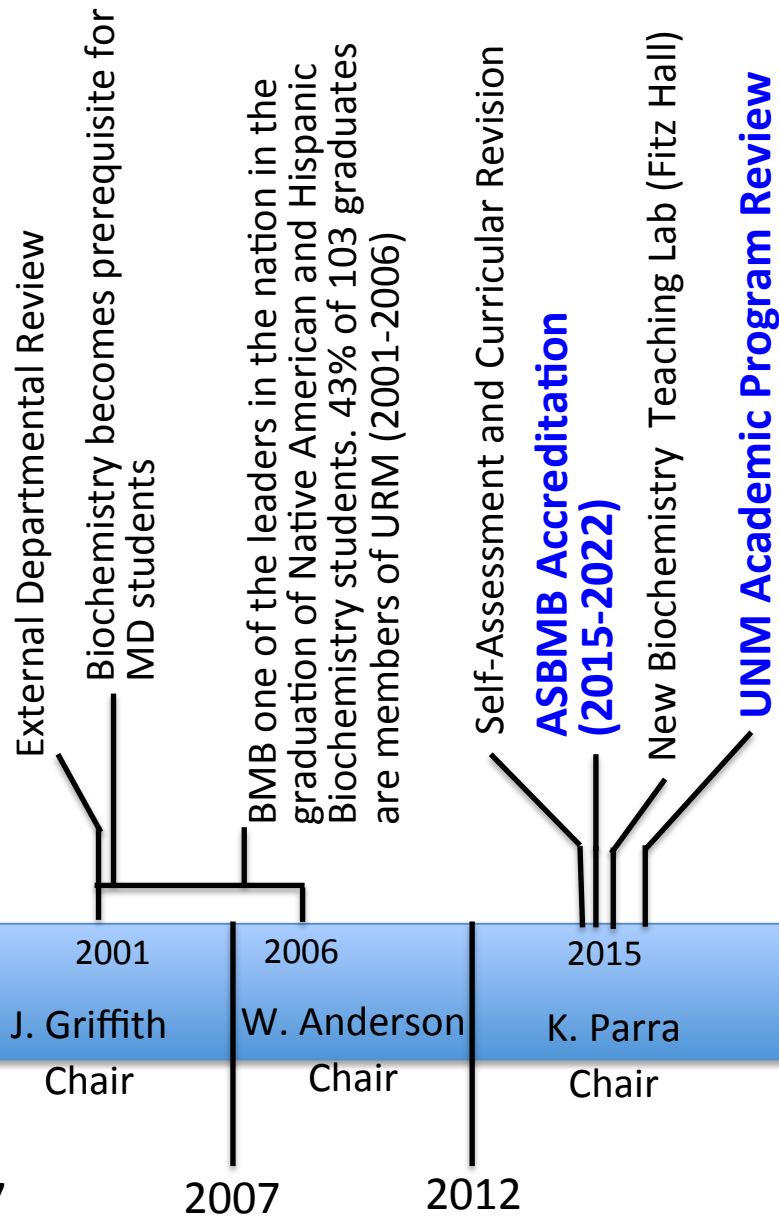 External Departmental Review
Biochemistry becomes prerequisite for
MD students
BMB one of the leaders in the nation in the
graduation of Native American and Hispanic
Biochemistry students. 43% of 103 graduates
are members of URM (2001-2006)
Self-Assessment and Curricular Revision
ASBMB Accreditation
(2015-2022)
New Biochemistry Teaching Lab (Fitz Hall)
UNM Academic Program Review
2001
2006
2015
J. Griffith
W. Anderson
K. Parra
Chair
Chair
Chair
2007
2012